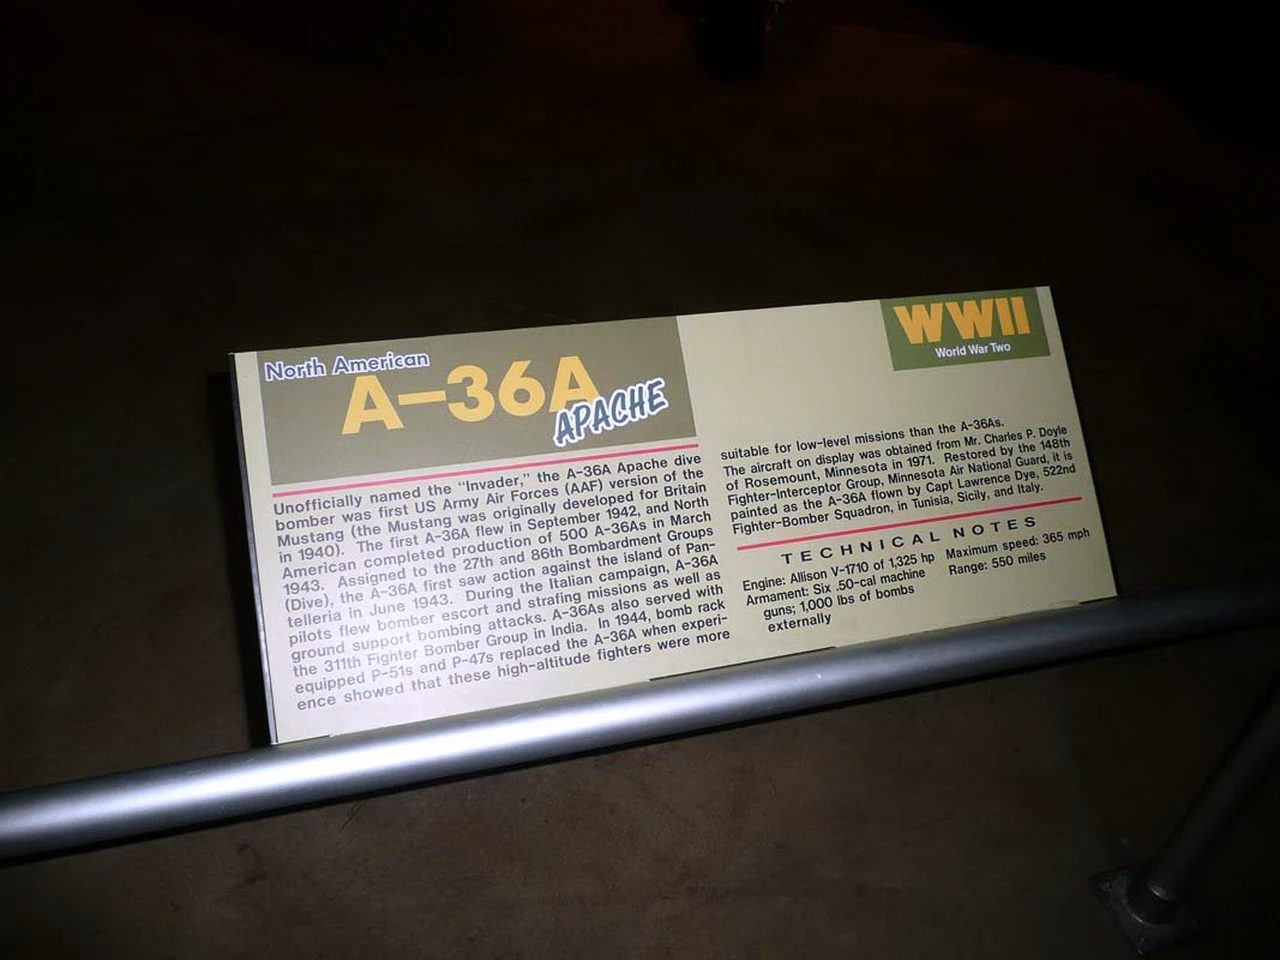 North American
A-36A
APACHE
Unofficially named the "Invader," the A-36A Apache dive
bomber was first US Army Air Forces (AAF) version of the
Mustang (the Mustang was originally developed for Britain
in 1940). The first A-36A flew in September 1942, and North
American completed production of 500 A-36As in March
1943. Assigned to the 27th and 86th Bombardment Groups
(Dive), the A-36A first saw action against the island of Pan-
telleria in June 1943. During the Italian campaign, A-36A
pilots flew bomber escort and strafing missions as well as
ground support bombing attacks. A-36As also served with
the 311th Fighter Bomber Group in India. In 1944, bomb rack
equipped P-51s and P-47s replaced the A-36A when experi-
ence showed that these high-altitude fighters were more
WWII
World War Two
suitable for low-level missions than the A-36As.
The aircraft on display was obtained from Mr. Charles P. Doyle
of Rosemount, Minnesota in 1971. Restored by the 148th
Fighter-Interceptor Group, Minnesota Air National Guard, it is
painted as the A-36A flown by Capt Lawrence Dye, 522nd
Fighter-Bomber Squadron, in Tunisia, Sicily, and Italy.
TECHNICAL NOTES
Engine: Allison V-1710 of 1,325 hp
Armament: Six .50-cal machine
guns; 1,000 lbs of bombs
externally
Maximum speed: 365 mph
Range: 550 miles